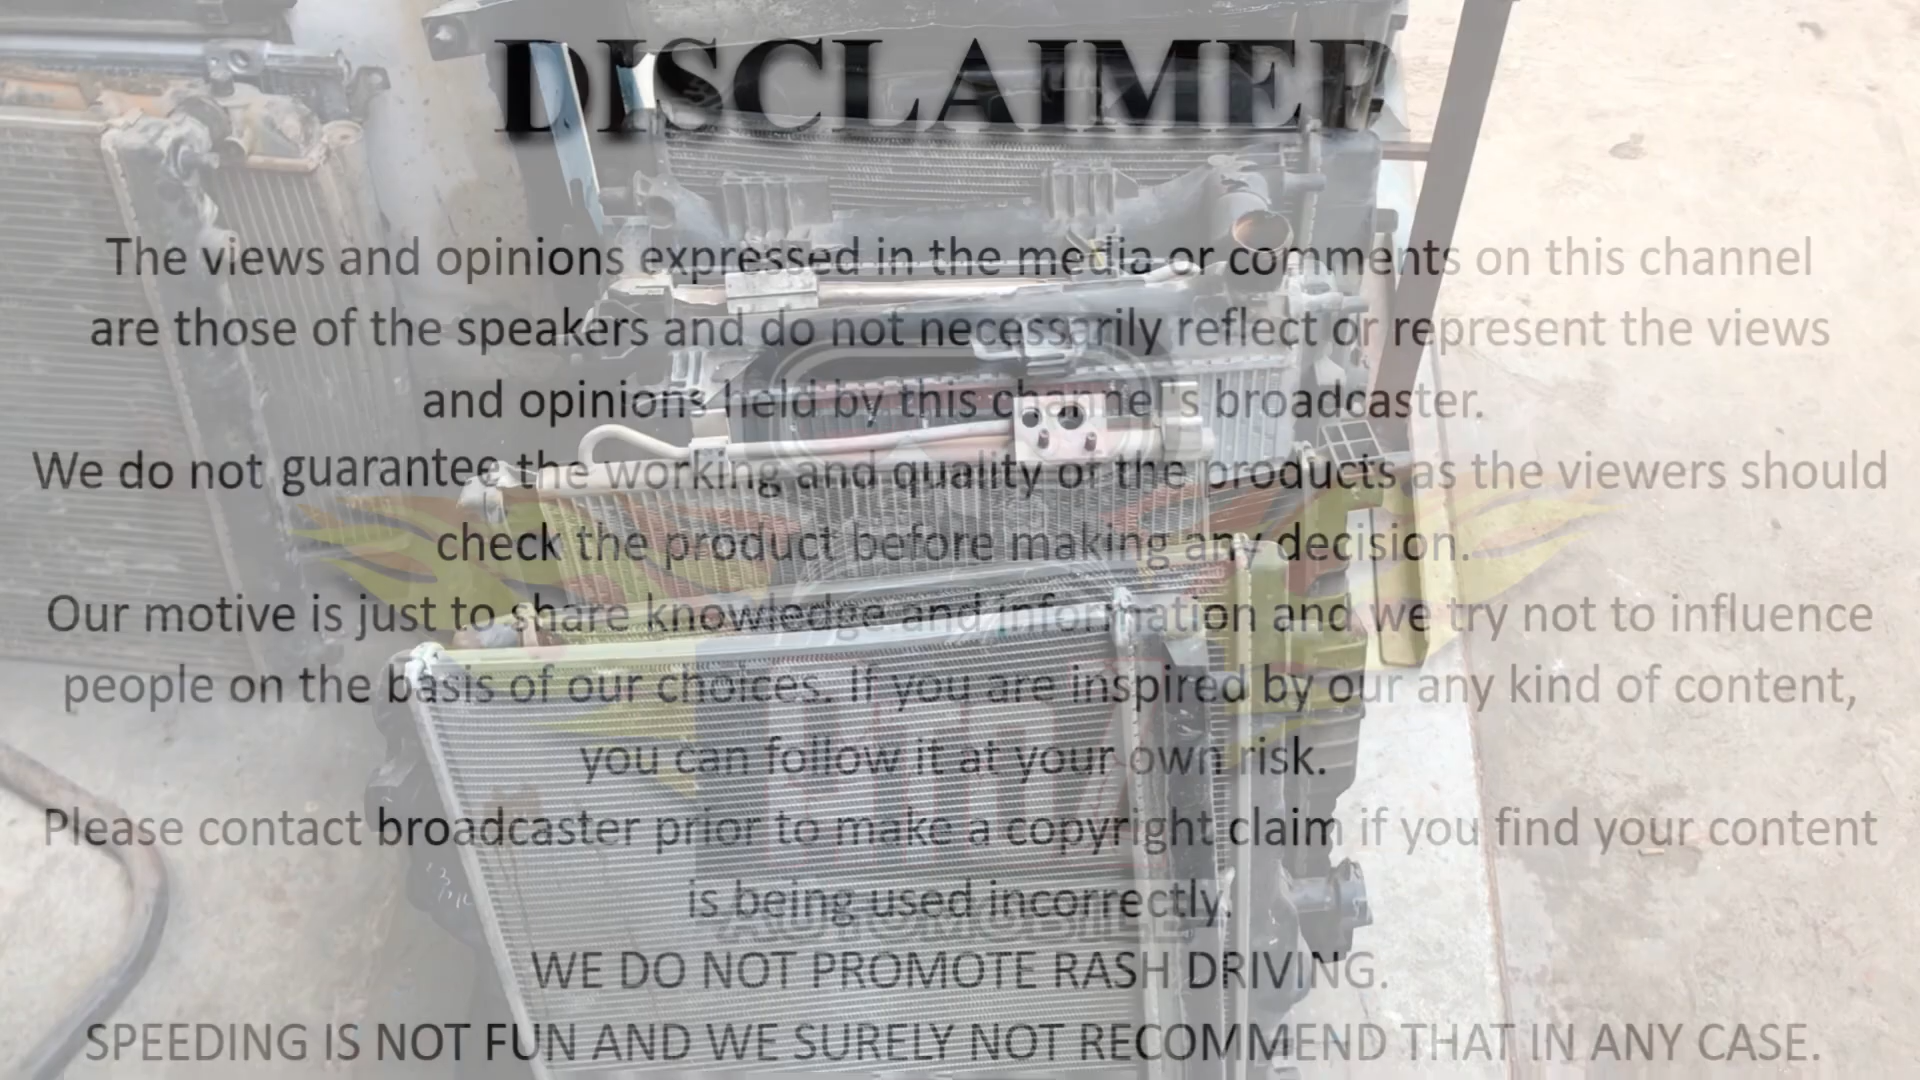 DISCLAIMER
The views and opinions expressed in the media or comments on this channel
are those of the speakers and do not necessarily reflect or represent the views
and opinions held by this channel's broadcaster.
We do not guarantee the working and quality of the products as the viewers should
check the product before making any decision.
Our motive is just to share knowledge and information and we try not to influence
people on the basis of our choices. If you are inspired by our any kind of content,
you can follow it at your own risk.
Please contact broadcaster prior to make a copyright claim if you find your content
is being used incorrectly.
AUTOMOBILE
WE DO NOT PROMOTE RASH DRIVING.
SPEEDING IS NOT FUN AND WE SURELY NOT RECOMMEND THAT IN ANY CASE.